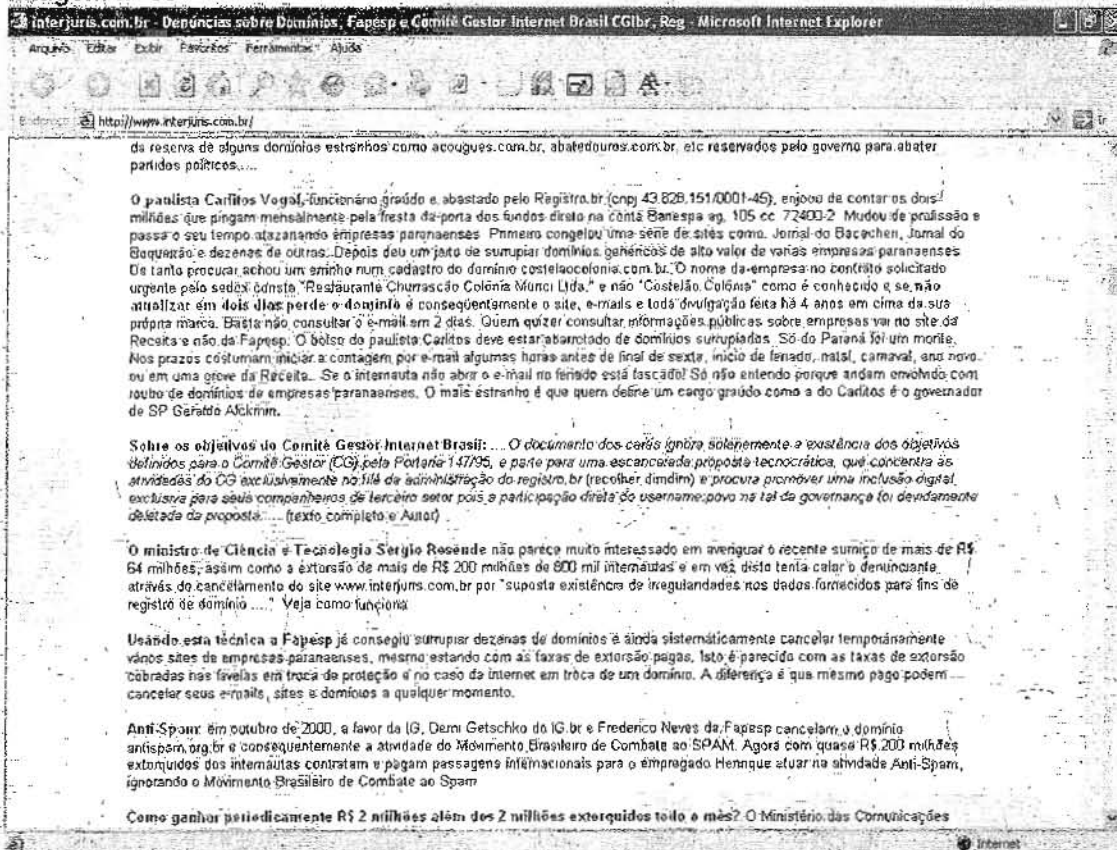 interjuris.com.br - Denúncias sobre Domínios, Fapesp e Comitê Gestor Internet Brasil CGIbr, Reg - Microsoft Internet Explorer
Arquivo Editar Exibir Favoritos Ferramentas Ajuda
Endereço http://www.interjuris.com.br/ Ir
da reserva de alguns domínios estranhos como acougues.com.br, abatedouros.com.br, etc reservados pelo governo para abater
partidos políticos.....
O paulista Carlitos Vogal, funcionário graúdo e abastado pelo Registro.br (cnpj 43.828.151/0001-45), enjoou de contar os dois
milhões que pingam mensalmente pela fresta da porta dos fundos direto na conta Banespa ag. 105 cc 72400-2. Mudou de profissão e
passa o seu tempo atazanando empresas paranaenses. Primeiro congelou uma série de sites como: Jornal do Bacachen, Jornal do
Boqueirão e dezenas de outros. Depois deu um jeito de surrupiar domínios genéricos de alto valor de varias empresas paranaenses
De tanto procurar achou um errinho num cadastro do domínio costelaocolonia.com.br. O nome da empresa no contrato solicitado
urgente pelo sedex consta "Restaurante Churrascão Colônia Munci Ltda." e não "Costelão Colônia" como é conhecido e se não
atualizar em dois dias perde o domínio e conseqüentemente o site, e-mails e toda divulgação feita há 4 anos em cima da sua
própria marca. Basta não consultar o e-mail em 2 dias. Quem quizer consultar informações públicas sobre empresas vai no site da
Receita e não da Fapesp. O bolso do paulista Carlitos deve estar abarrotado de domínios surrupiados. Só do Paraná foi um monte.
Nos prazos costumam iniciar a contagem por e-mail algumas horas antes de final de sexta, início de feriado, natal, carnaval, ano novo
ou em uma greve da Receita. Se o internauta não abrir o e-mail no feriado está lascado! Só não entendo porque andam envolvido com
roubo de domínios de empresas paranaenses. O mais estranho é que quem define um cargo graúdo como a do Carlitos é o governador
de SP Geraldo Alckmin.
Sobre os objetivos do Comitê Gestor Internet Brasil: .... O documento dos caras ignora solenemente a existência dos objetivos
definidos para o Comitê Gestor (CG) pela Portaria 147/95, e parte para uma escancarada proposta tecnocrática, que concentra as
atividades do CG exclusivamente no filé da administração do registro.br (recolher dimdim) e procura promover uma inclusão digital
exclusiva para seus companheiros de terceiro setor pois a participação direta do username:povo na tal da governança foi devidamente
deletada da proposta..... (texto completo e Autor)
O ministro de Ciência e Tecnologia Sergio Resende não parece muito interessado em averiguar o recente sumiço de mais de R$
64 milhões, assim como a extorsão de mais de R$ 200 milhões de 800 mil internautas e em vez disto tenta calar o denunciante
através do cancelamento do site www.interjuris.com.br por "suposta existência de irregularidades nos dados fornecidos para fins de
registro de domínio ....." Veja como funciona
Usando esta técnica a Fapesp já consegiu surrupiar dezenas de domínios e ainda sistematicamente cancelar temporáriamente
vários sites de empresas paranaenses, mesmo estando com as taxas de extorsão pagas. Isto é parecido com as taxas de extorsão
cobradas nas favelas em troca de proteção e no caso da internet em troca de um domínio. A diferença é que mesmo pago podem
cancelar seus e-mails, sites e domínios a qualquer momento.
Anti-Spam: em outubro de 2000, a favor da IG, Demi Getschko do IG.br e Frederico Neves da Fapesp cancelam o domínio
antispam.org.br e consequentemente a atividade do Movimento Brasileiro de Combate ao SPAM. Agora com quase R$ 200 milhões
extorquidos dos internautas contratam e pagam passagens internacionais para o empregado Henrique atuar na atividade Anti-Spam,
ignorando o Movimento Brasileiro de Combate ao Spam
Como ganhar periodicamente R$ 2 milhões além dos 2 milhões extorquidos todo o mês? O Ministério das Comunicações
Internet